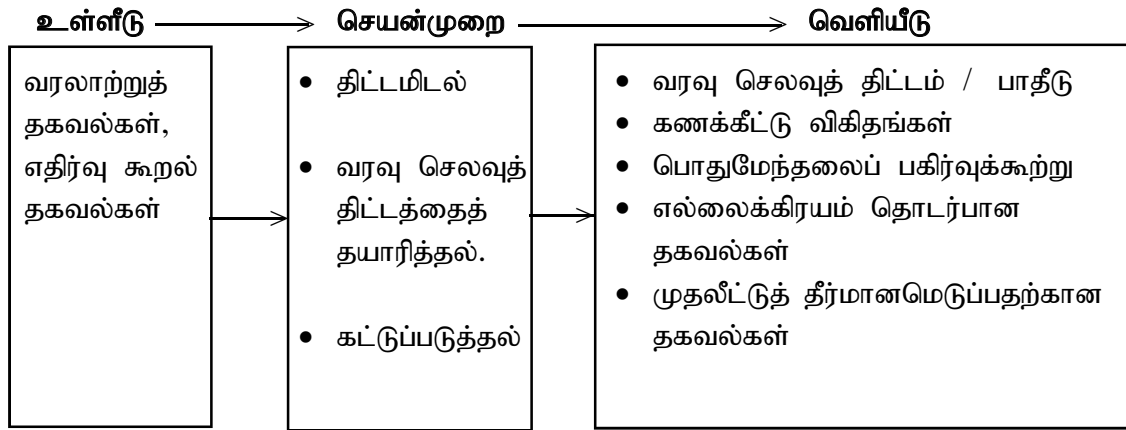 உள்ளீடு
செயன்முறை
வெளியீடு
வரலாற்றுத்
தகவல்கள்,
எதிர்வு கூறல்
தகவல்கள்
• திட்டமிடல்
• வரவு செலவுத்
திட்டத்தைத்
தயாரித்தல்.
• கட்டுப்படுத்தல்
• வரவு செலவுத் திட்டம் / பாதீடு
• கணக்கீட்டு விகிதங்கள்
• பொதுமேந்தலைப் பகிர்வுக்கூற்று
• எல்லைக்கிரயம் தொடர்பான
தகவல்கள்
• முதலீட்டுத் தீர்மானமெடுப்பதற்கான
தகவல்கள்